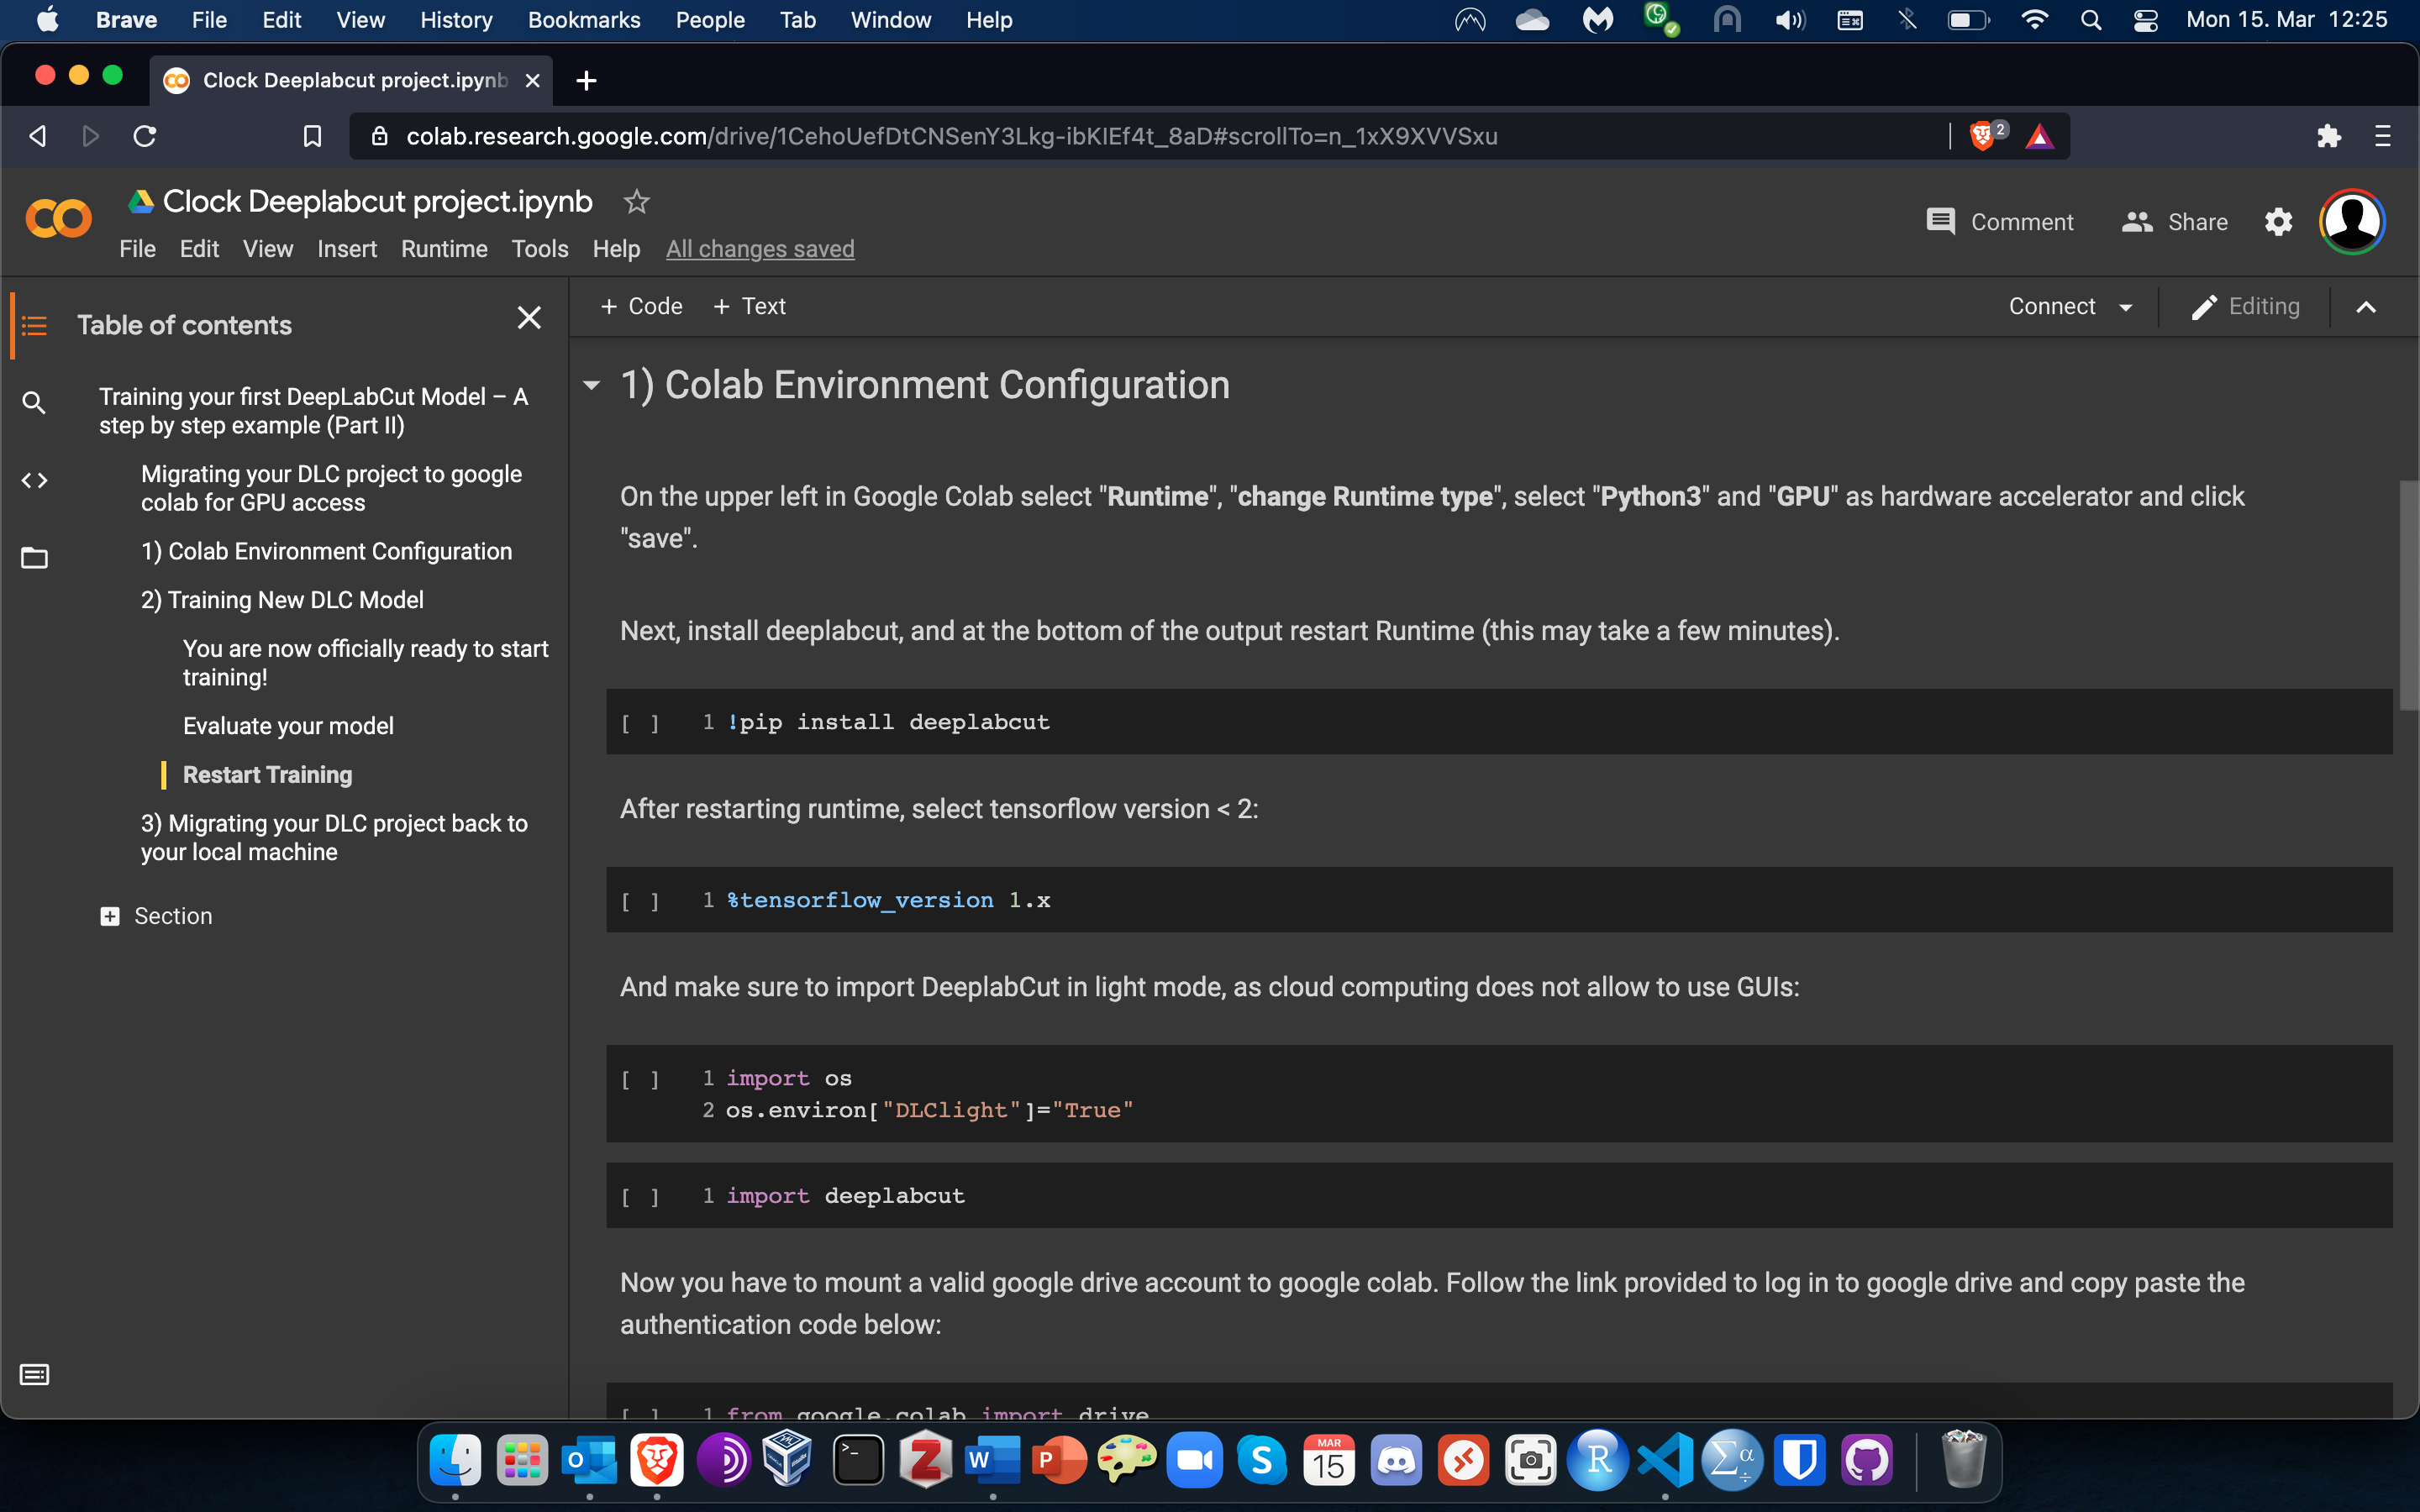 Brave File Edit View History Bookmarks People Tab Window Help Mon 15. Mar 12:25
Clock Deeplabcut project.ipynb
colab.research.google.com/drive/1CehoUefDtCNSenY3Lkg-ibKIEf4t_8aD#scrollTo=n_1xX9XVVSxu
2
Clock Deeplabcut project.ipynb
Comment Share
File Edit View Insert Runtime Tools Help All changes saved
Table of contents
+ Code + Text Connect Editing
Training your first DeepLabCut Model – A
step by step example (Part II)
Migrating your DLC project to google
colab for GPU access
1) Colab Environment Configuration
2) Training New DLC Model
You are now officially ready to start
training!
Evaluate your model
Restart Training
3) Migrating your DLC project back to
your local machine
Section
1) Colab Environment Configuration
On the upper left in Google Colab select "Runtime", "change Runtime type", select "Python3" and "GPU" as hardware accelerator and click
"save".
Next, install deeplabcut, and at the bottom of the output restart Runtime (this may take a few minutes).
[ ] 1 !pip install deeplabcut
After restarting runtime, select tensorflow version < 2:
[ ] 1 %tensorflow_version 1.x
And make sure to import DeeplabCut in light mode, as cloud computing does not allow to use GUIs:
[ ] 1 import os
2 os.environ["DLClight"]="True"
[ ] 1 import deeplabcut
Now you have to mount a valid google drive account to google colab. Follow the link provided to log in to google drive and copy paste the
authentication code below:
[ ] 1 from google.colab import drive
MAR
15